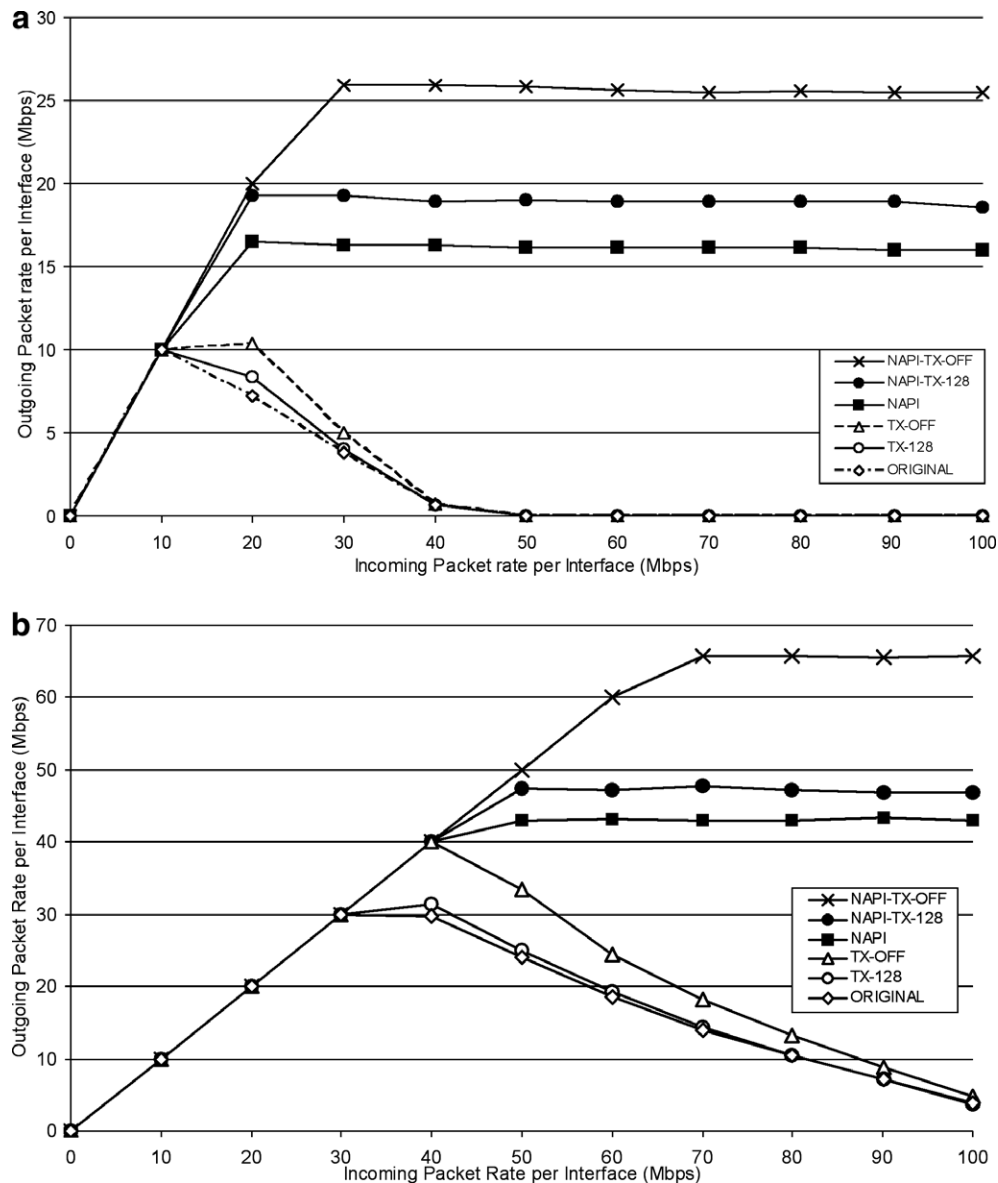 a
30
25
20
15
10
5
0
Outgoing Packet rate per Interface (Mbps)
NAPI-TX-OFF
NAPI-TX-128
NAPI
TX-OFF
TX-128
ORIGINAL
0 10 20 30 40 50 60 70 80 90 100
Incoming Packet rate per Interface (Mbps)
b
70
60
50
40
30
20
10
0
Outgoing Packet Rate per Interface (Mbps)
NAPI-TX-OFF
NAPI-TX-128
NAPI
TX-OFF
TX-128
ORIGINAL
0 10 20 30 40 50 60 70 80 90 100
Incoming Packet Rate per Interface (Mbps)